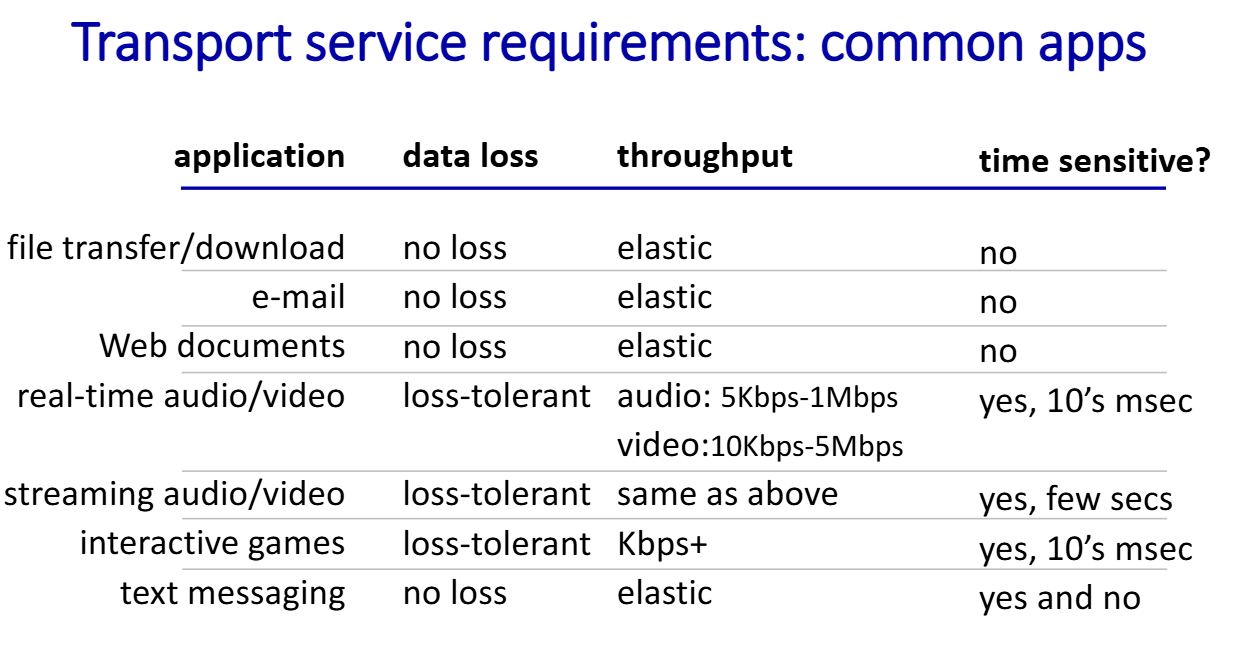 Transport service requirements: common apps
application data loss throughput time sensitive?
file transfer/download no loss elastic no
e-mail no loss elastic no
Web documents no loss elastic no
real-time audio/video loss-tolerant audio: 5Kbps-1Mbps yes, 10’s msec
video:10Kbps-5Mbps
streaming audio/video loss-tolerant same as above yes, few secs
interactive games loss-tolerant Kbps+ yes, 10’s msec
text messaging no loss elastic yes and no